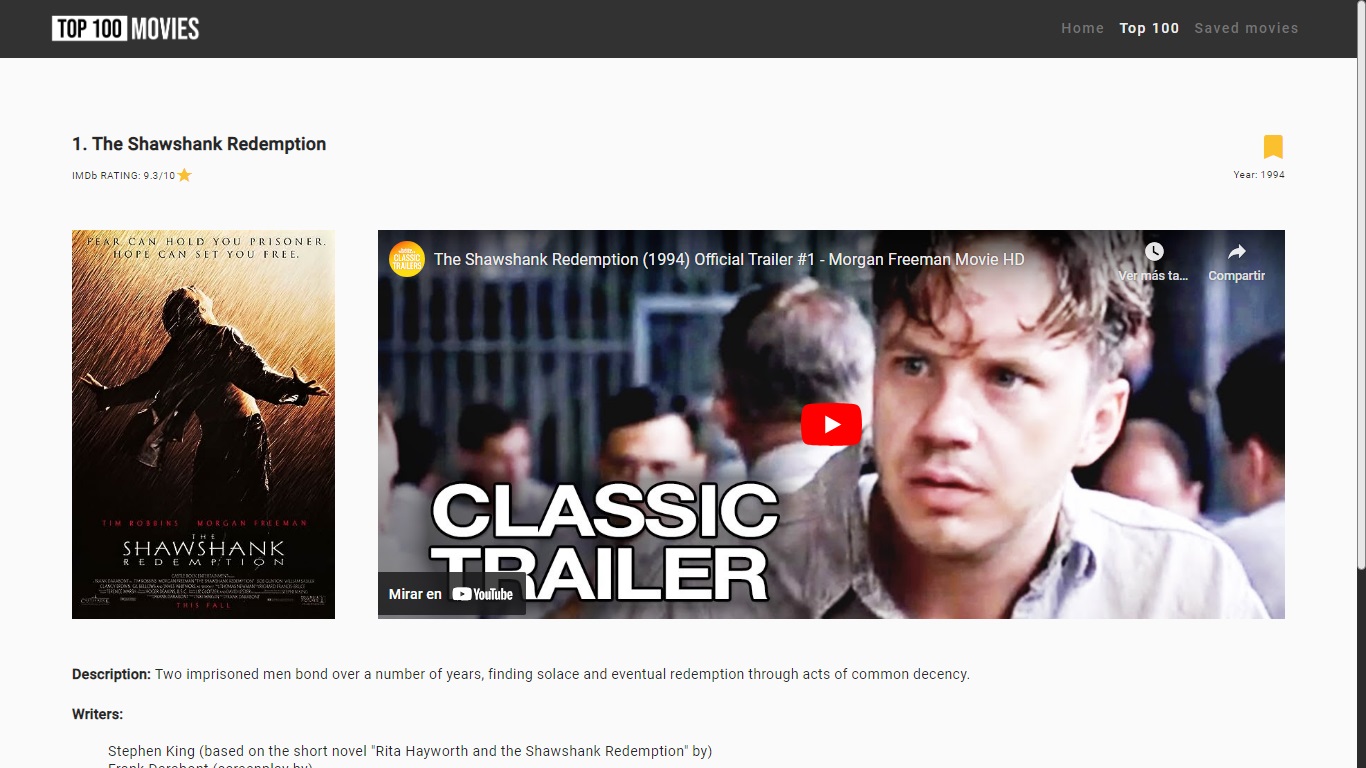 TOP 100 MOVIES
Home Top 100 Saved movies
1. The Shawshank Redemption
IMDb RATING: 9.3/10
Year: 1994
FEAR CAN HOLD YOU PRISONER.
HOPE CAN SET YOU FREE.
TIM ROBBINS MORGAN FREEMAN
THE
SHAWSHANK
REDEMPTION
THIS FALL
CLASSIC
TRAILERS
The Shawshank Redemption (1994) Official Trailer #1 - Morgan Freeman Movie HD
Ver más ta...
Compartir
CLASSIC
TRAILER
Mirar en YouTube
Description: Two imprisoned men bond over a number of years, finding solace and eventual redemption through acts of common decency.
Writers:
Stephen King (based on the short novel "Rita Hayworth and the Shawshank Redemption" by)
Frank Darabont (screenplay by)